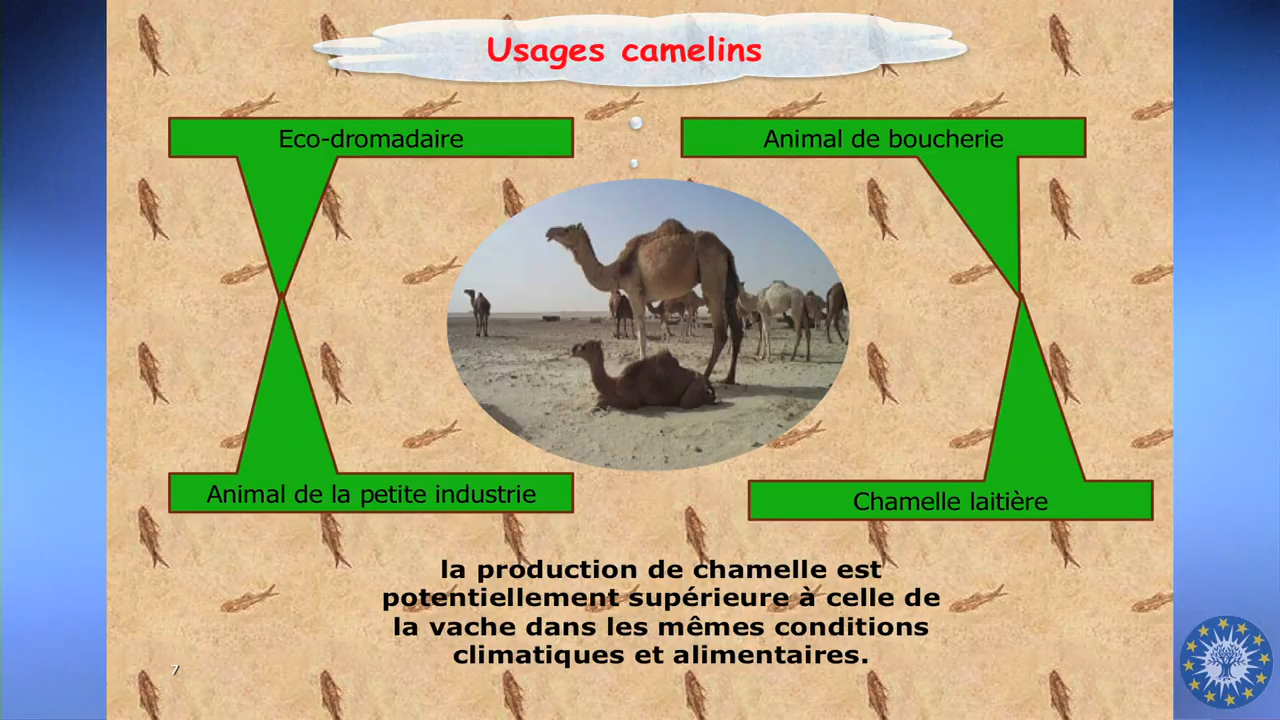 Usages camelins
Eco-dromadaire
Animal de boucherie
Animal de la petite industrie
Chamelle laitière
la production de chamelle est
potentiellement supérieure à celle de
la vache dans les mêmes conditions
climatiques et alimentaires.
7